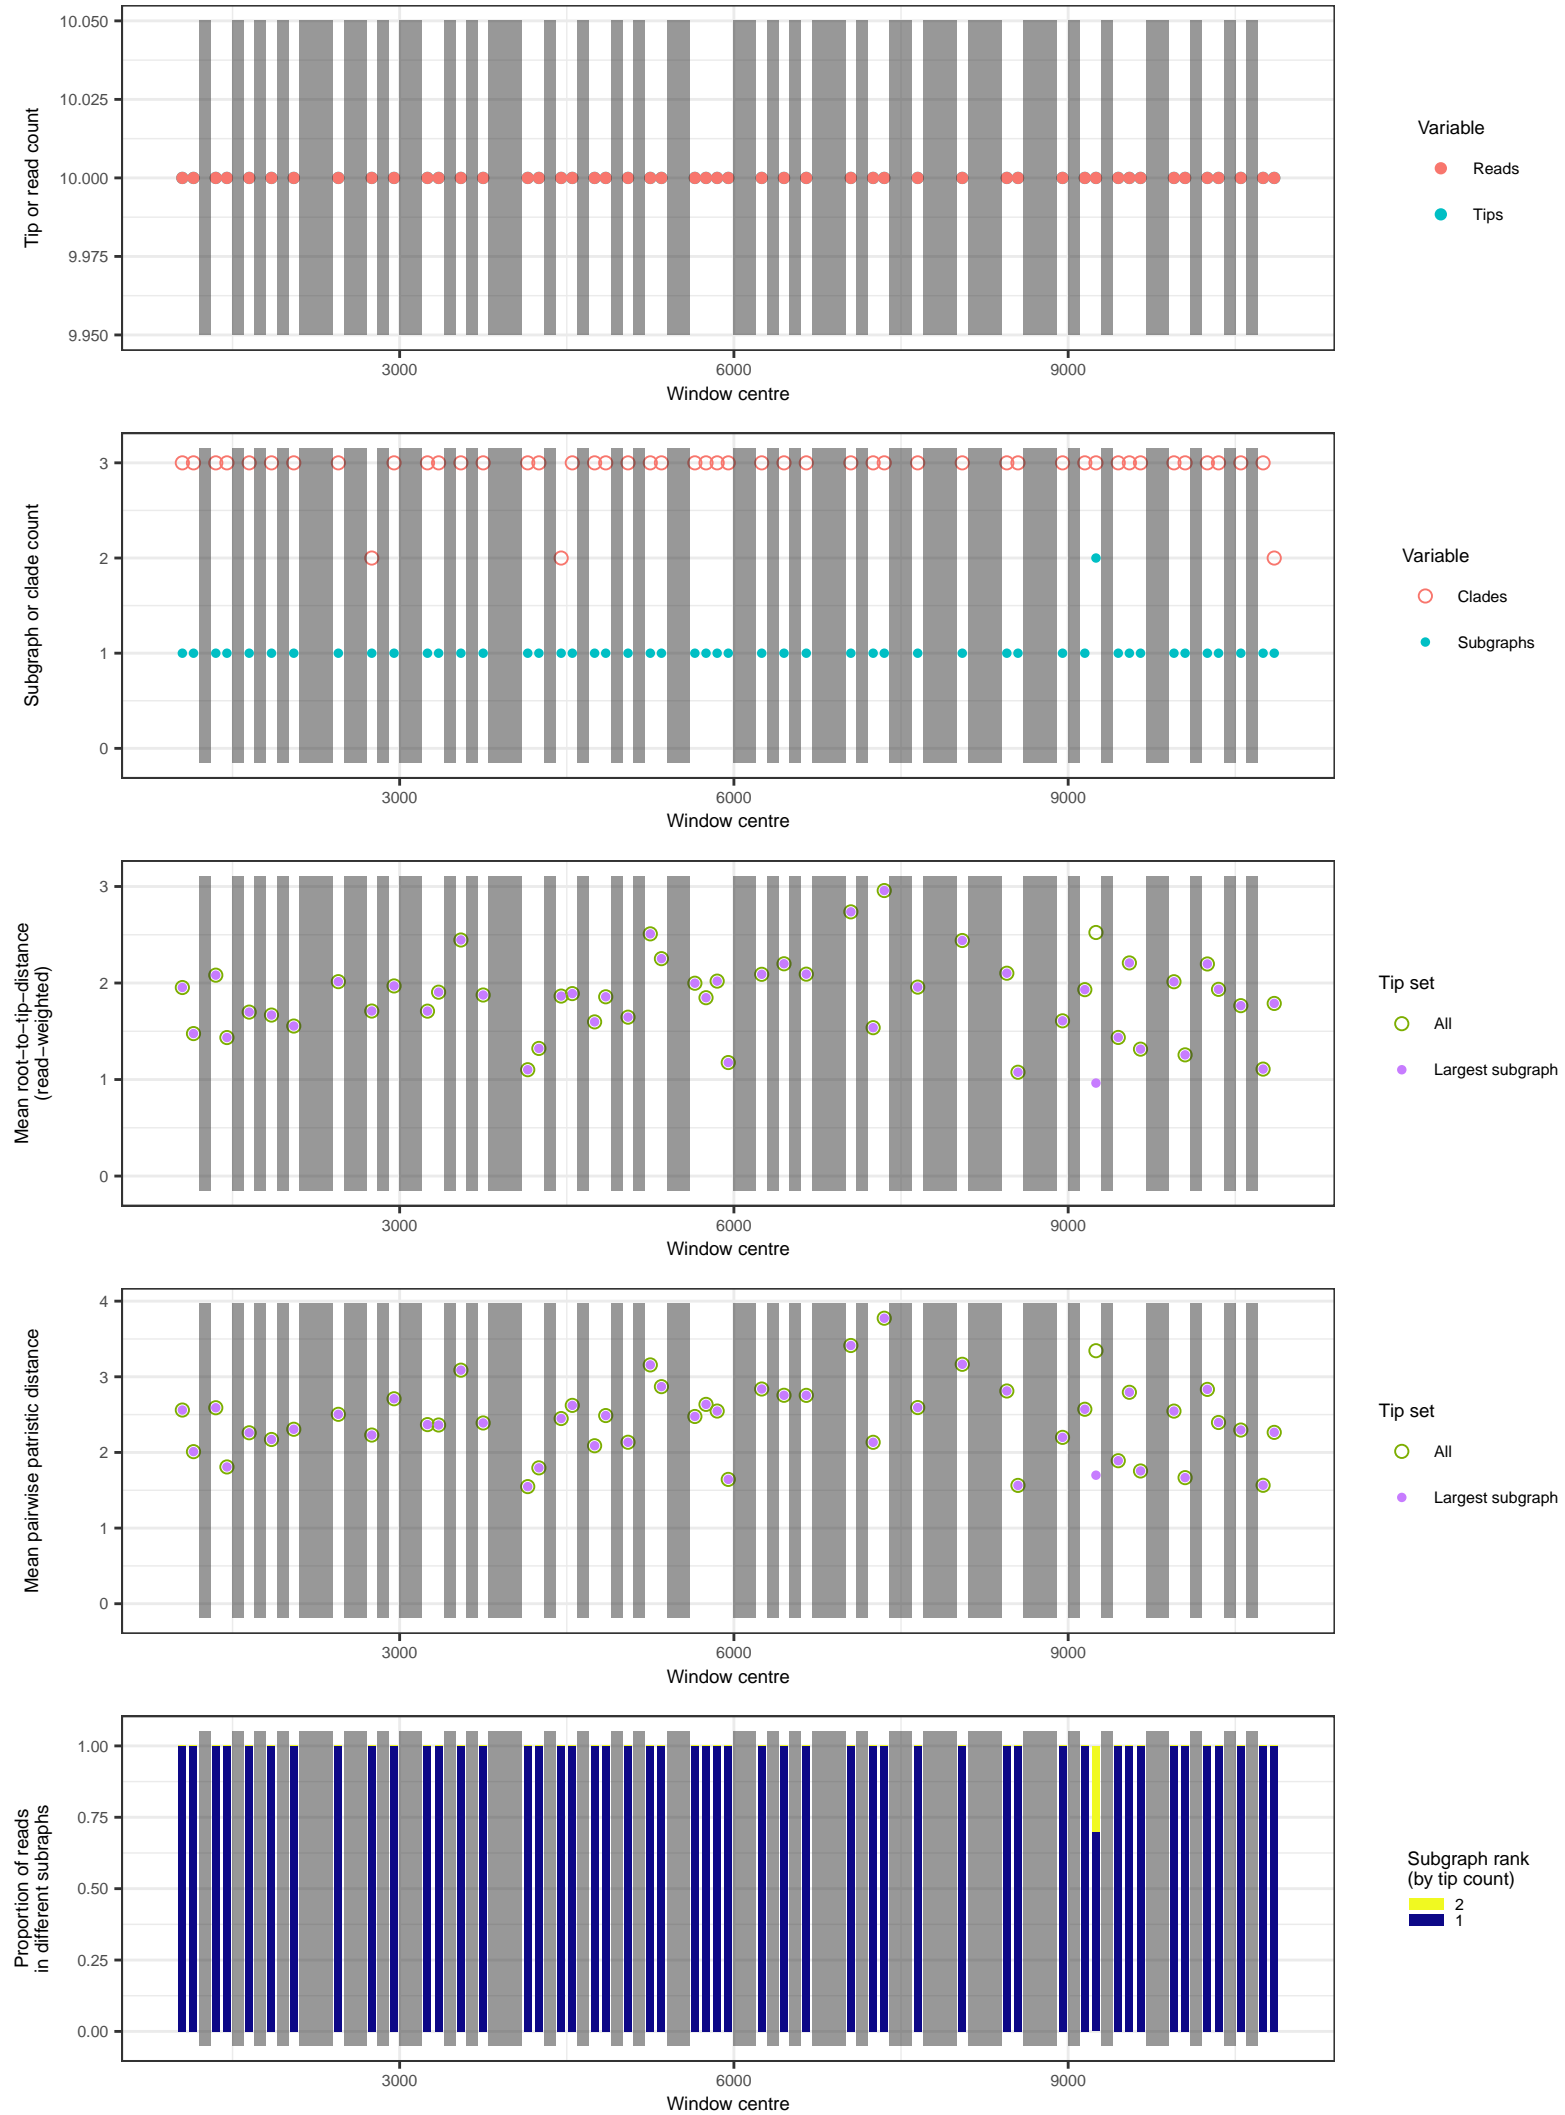 10.050
10.025
10.000
9.975
9.950
Tip or read count
3000
6000
9000
Window centre
Variable
Reads
Tips
3
2
1
0
Subgraph or clade count
3000
6000
9000
Window centre
Variable
Clades
Subgraphs
3
2
1
0
Mean root−to−tip−distance
(read−weighted)
3000
6000
9000
Window centre
Tip set
All
Largest subgraph
4
3
2
1
0
Mean pairwise patristic distance
3000
6000
9000
Window centre
Tip set
All
Largest subgraph
1.00
0.75
0.50
0.25
0.00
Proportion of reads
in different subraphs
3000
6000
9000
Window centre
Subgraph rank
(by tip count)
2
1